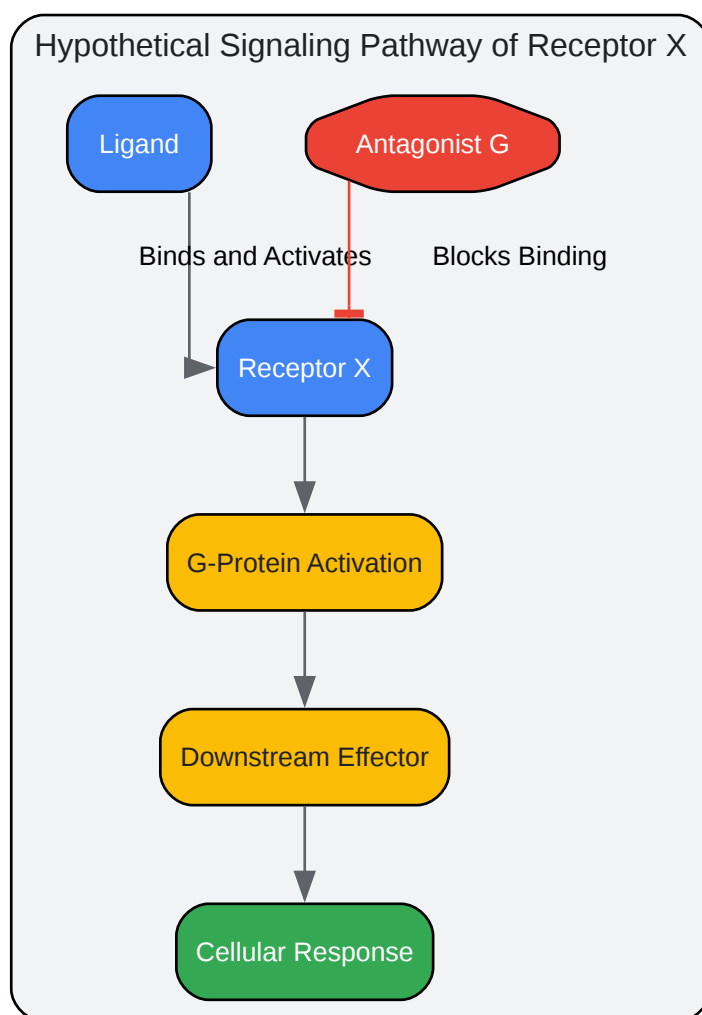 Hypothetical Signaling Pathway of Receptor X
Ligand
Antagonist G
Binds and Activates
Blocks Binding
Receptor X
G-Protein Activation
Downstream Effector
Cellular Response